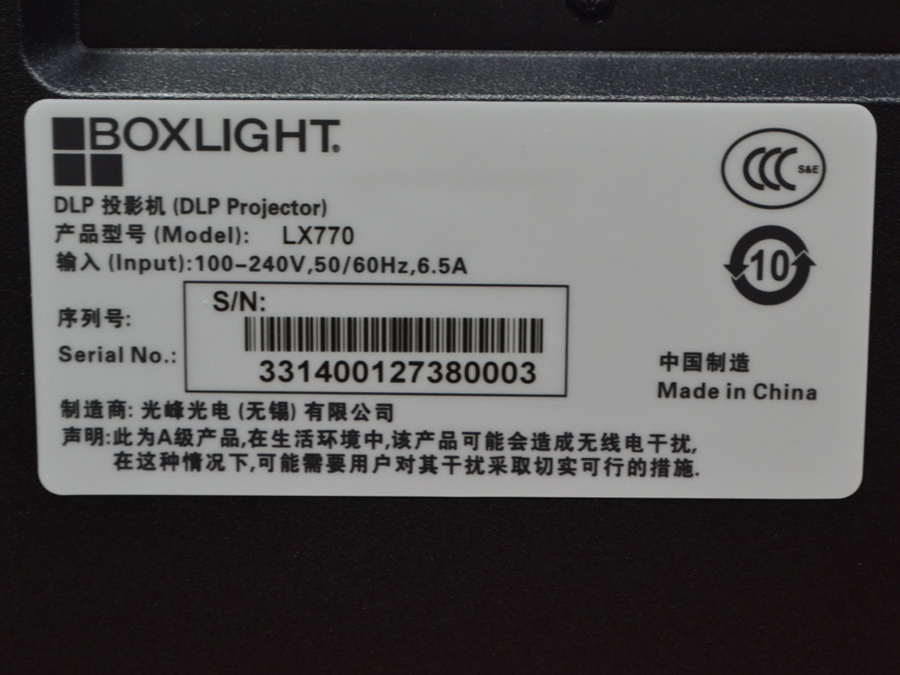 BOXLIGHT®
DLP 投影机 (DLP Projector)
产品型号 (Model): LX770
输入 (Input):100-240V,50/60Hz,6.5A
序列号:
Serial No.:
S/N:
331400127380003
制造商: 光峰光电 (无锡) 有限公司
声明:此为A级产品,在生活环境中,该产品可能会造成无线电干扰,
在这种情况下,可能需要用户对其干扰采取切实可行的措施.
CCC S&E
10
中国制造
Made in China